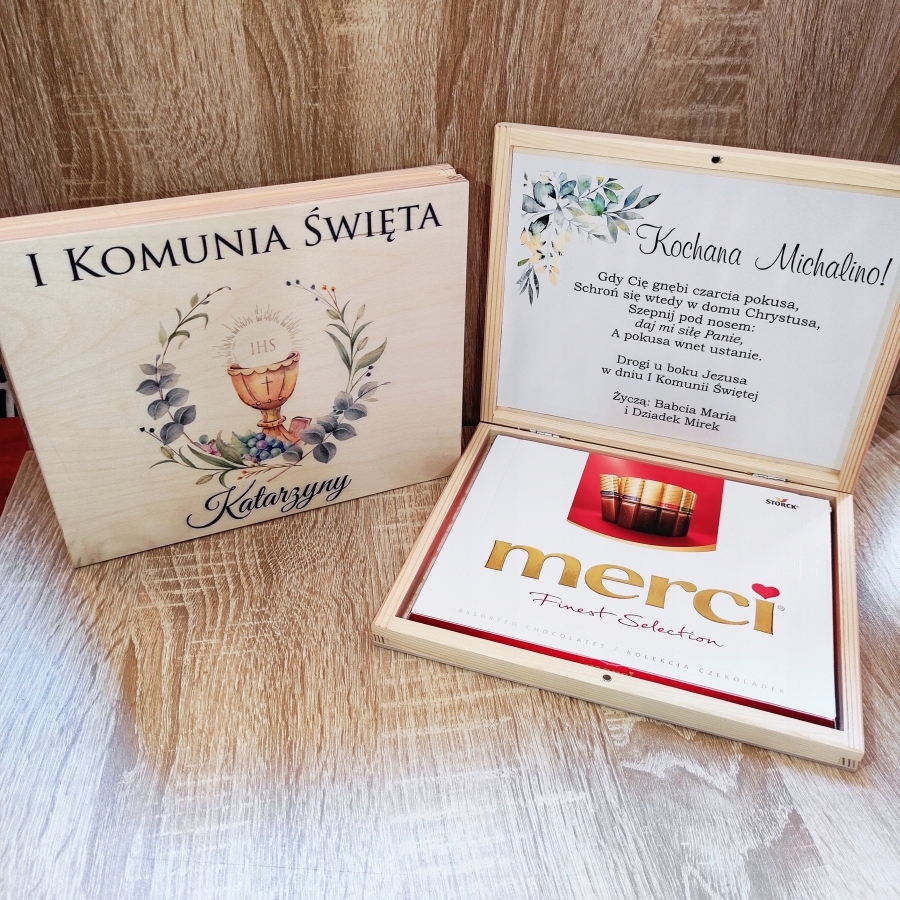 I KOMUNIA ŚWIĘTA
IHS
Katarzyny
Kochana Michalino!
Gdy Cię gnębi czarcia pokusa,
Schroń się wtedy w domu Chrystusa,
Szepnij pod nosem:
daj mi siłę Panie,
A pokusa wnet ustanie.
Drogi u boku Jezusa
w dniu I Komunii Świętej
Życzą: Babcia Maria
i Dziadek Mirek
STORCK
merci
Finest Selection
ASSORTED CHOCOLATES / KOLEKCJA CZEKOLADEK